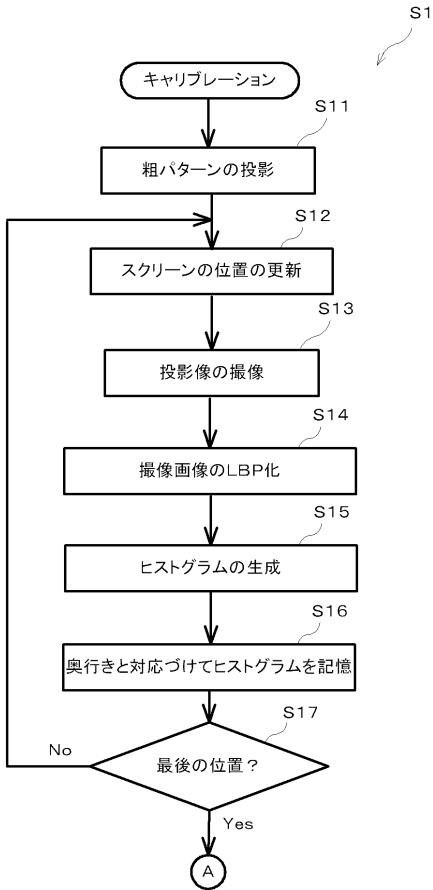 S1
キャリブレーション
S11
粗パターンの投影
S12
スクリーンの位置の更新
S13
投影像の撮像
S14
撮像画像のLBP化
S15
ヒストグラムの生成
S16
奥行きと対応づけてヒストグラムを記憶
S17
最後の位置？
No
Yes
A